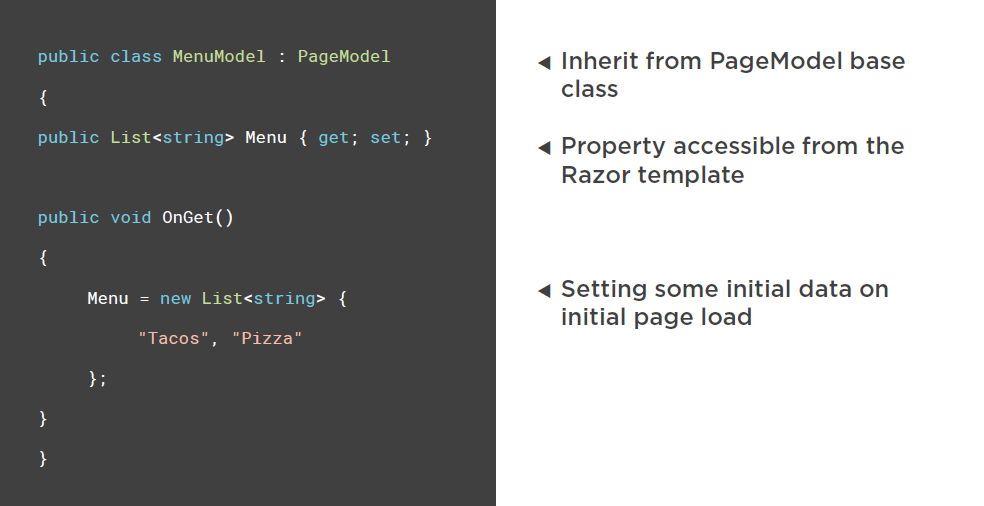 public class MenuModel : PageModel
{
public List<string> Menu { get; set; }
public void OnGet()
{
Menu = new List<string> {
"Tacos", "Pizza"
};
}
}
◄ Inherit from PageModel base
class
◄ Property accessible from the
Razor template
◄ Setting some initial data on
initial page load